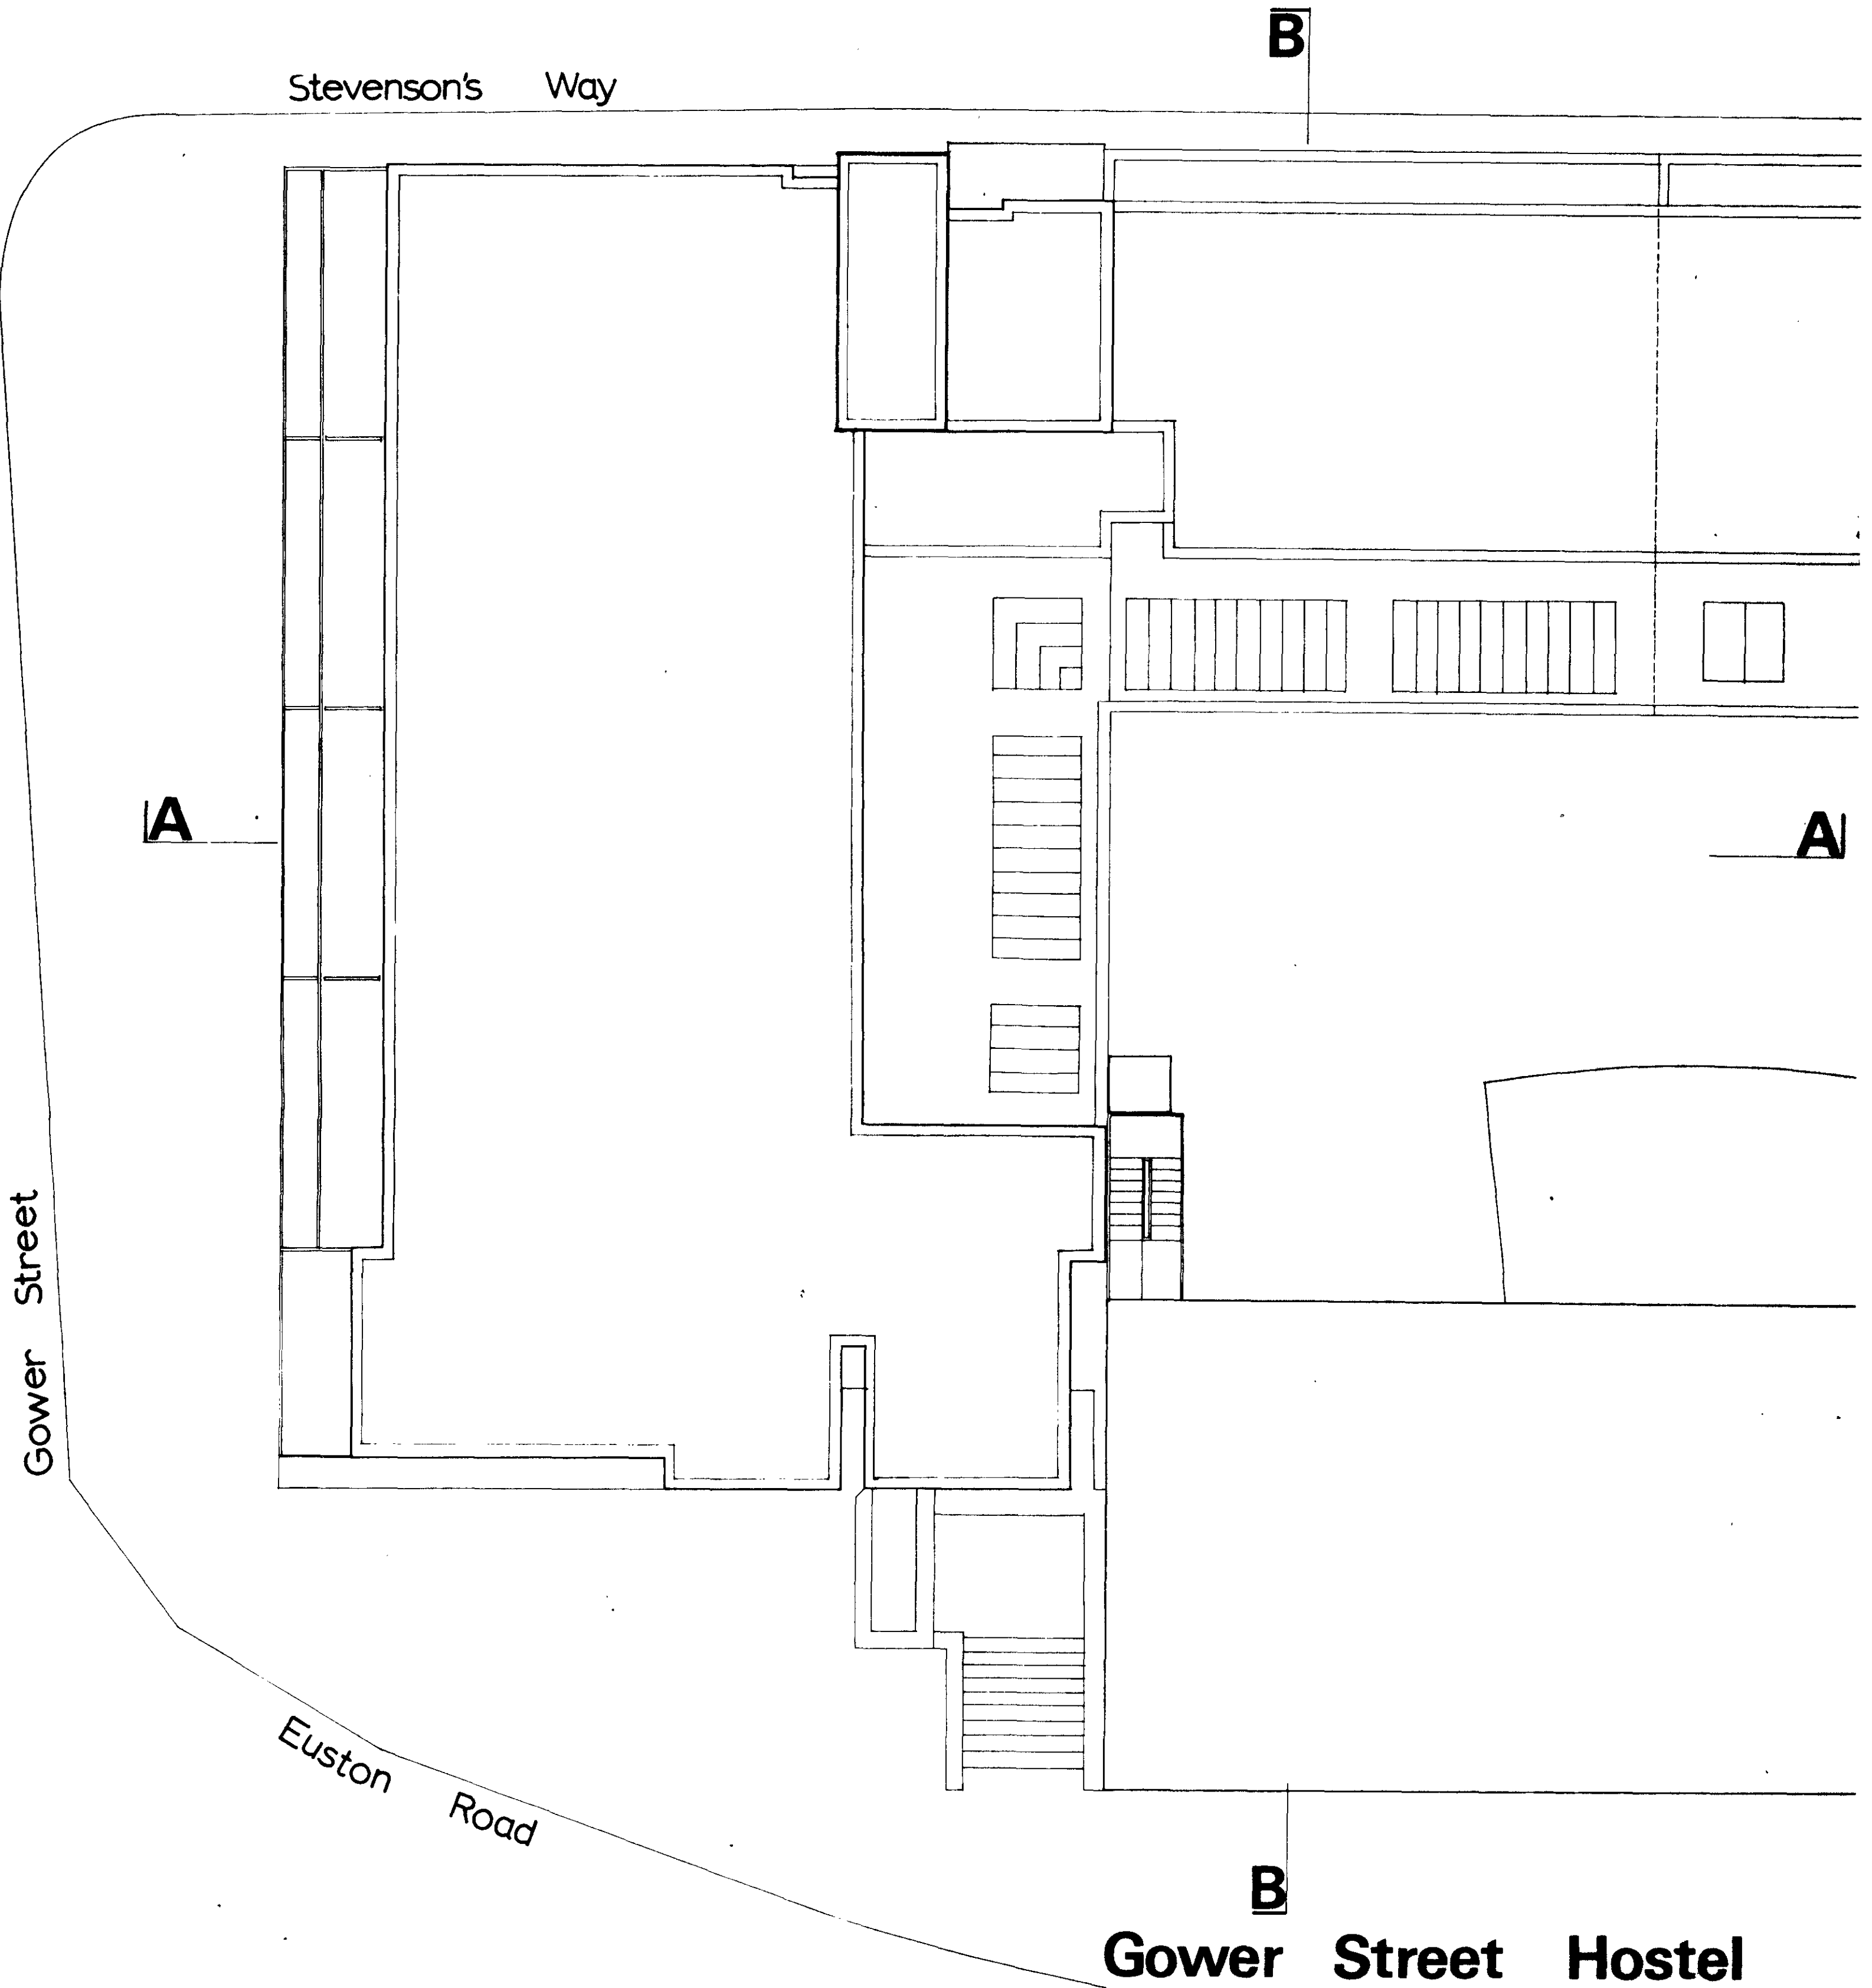 B
Stevenson's Way
A
A
Gower Street
Euston Road
B
Gower Street Hostel